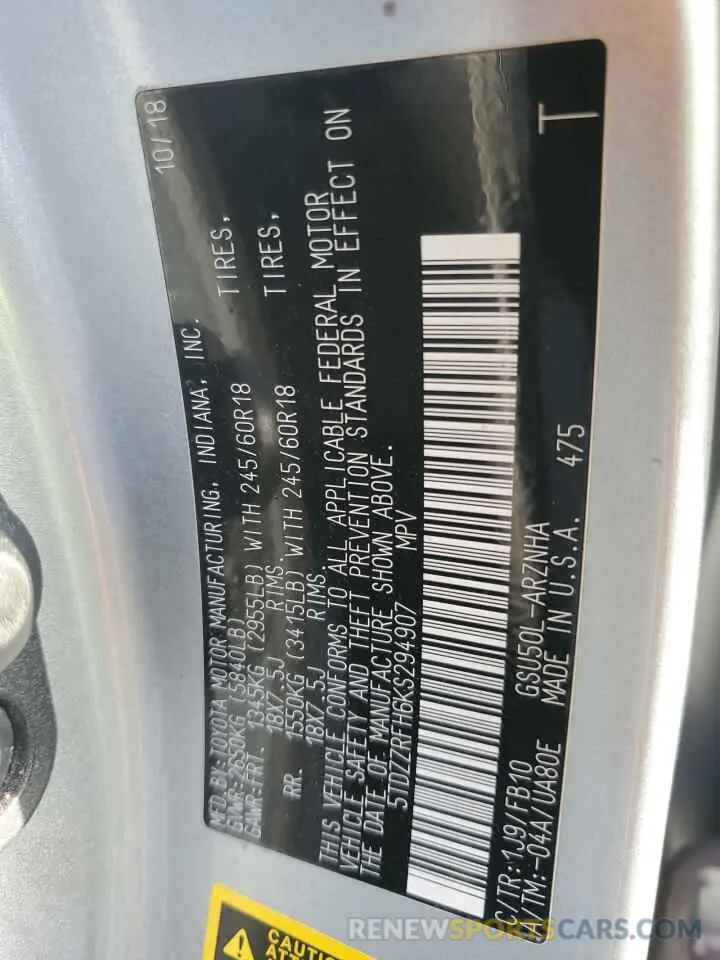 MFD.BY:TOYOTA MOTOR MANUFACTURING, INDIANA, INC. 10/18
GVWR:2650KG (5840LB)
GAWR:FRT. 1345KG (2955LB) WITH 245/60R18 TIRES,
18X7.5J RIMS
RR. 1550KG (3415LB) WITH 245/60R18 TIRES,
18X7.5J RIMS.
THIS VEHICLE CONFORMS TO ALL APPLICABLE FEDERAL MOTOR
VEHICLE SAFETY AND THEFT PREVENTION STANDARDS IN EFFECT ON
THE DATE OF MANUFACTURE SHOWN ABOVE.
5TDZZRFH6KS294907 MPV
C/TR:1J9/FB10 GSU50L-ARZNHA T
/TM:-04A/UA80E MADE IN U.S.A. 475
CAUTI
ATTE
RENEWSPORTSCARS.COM